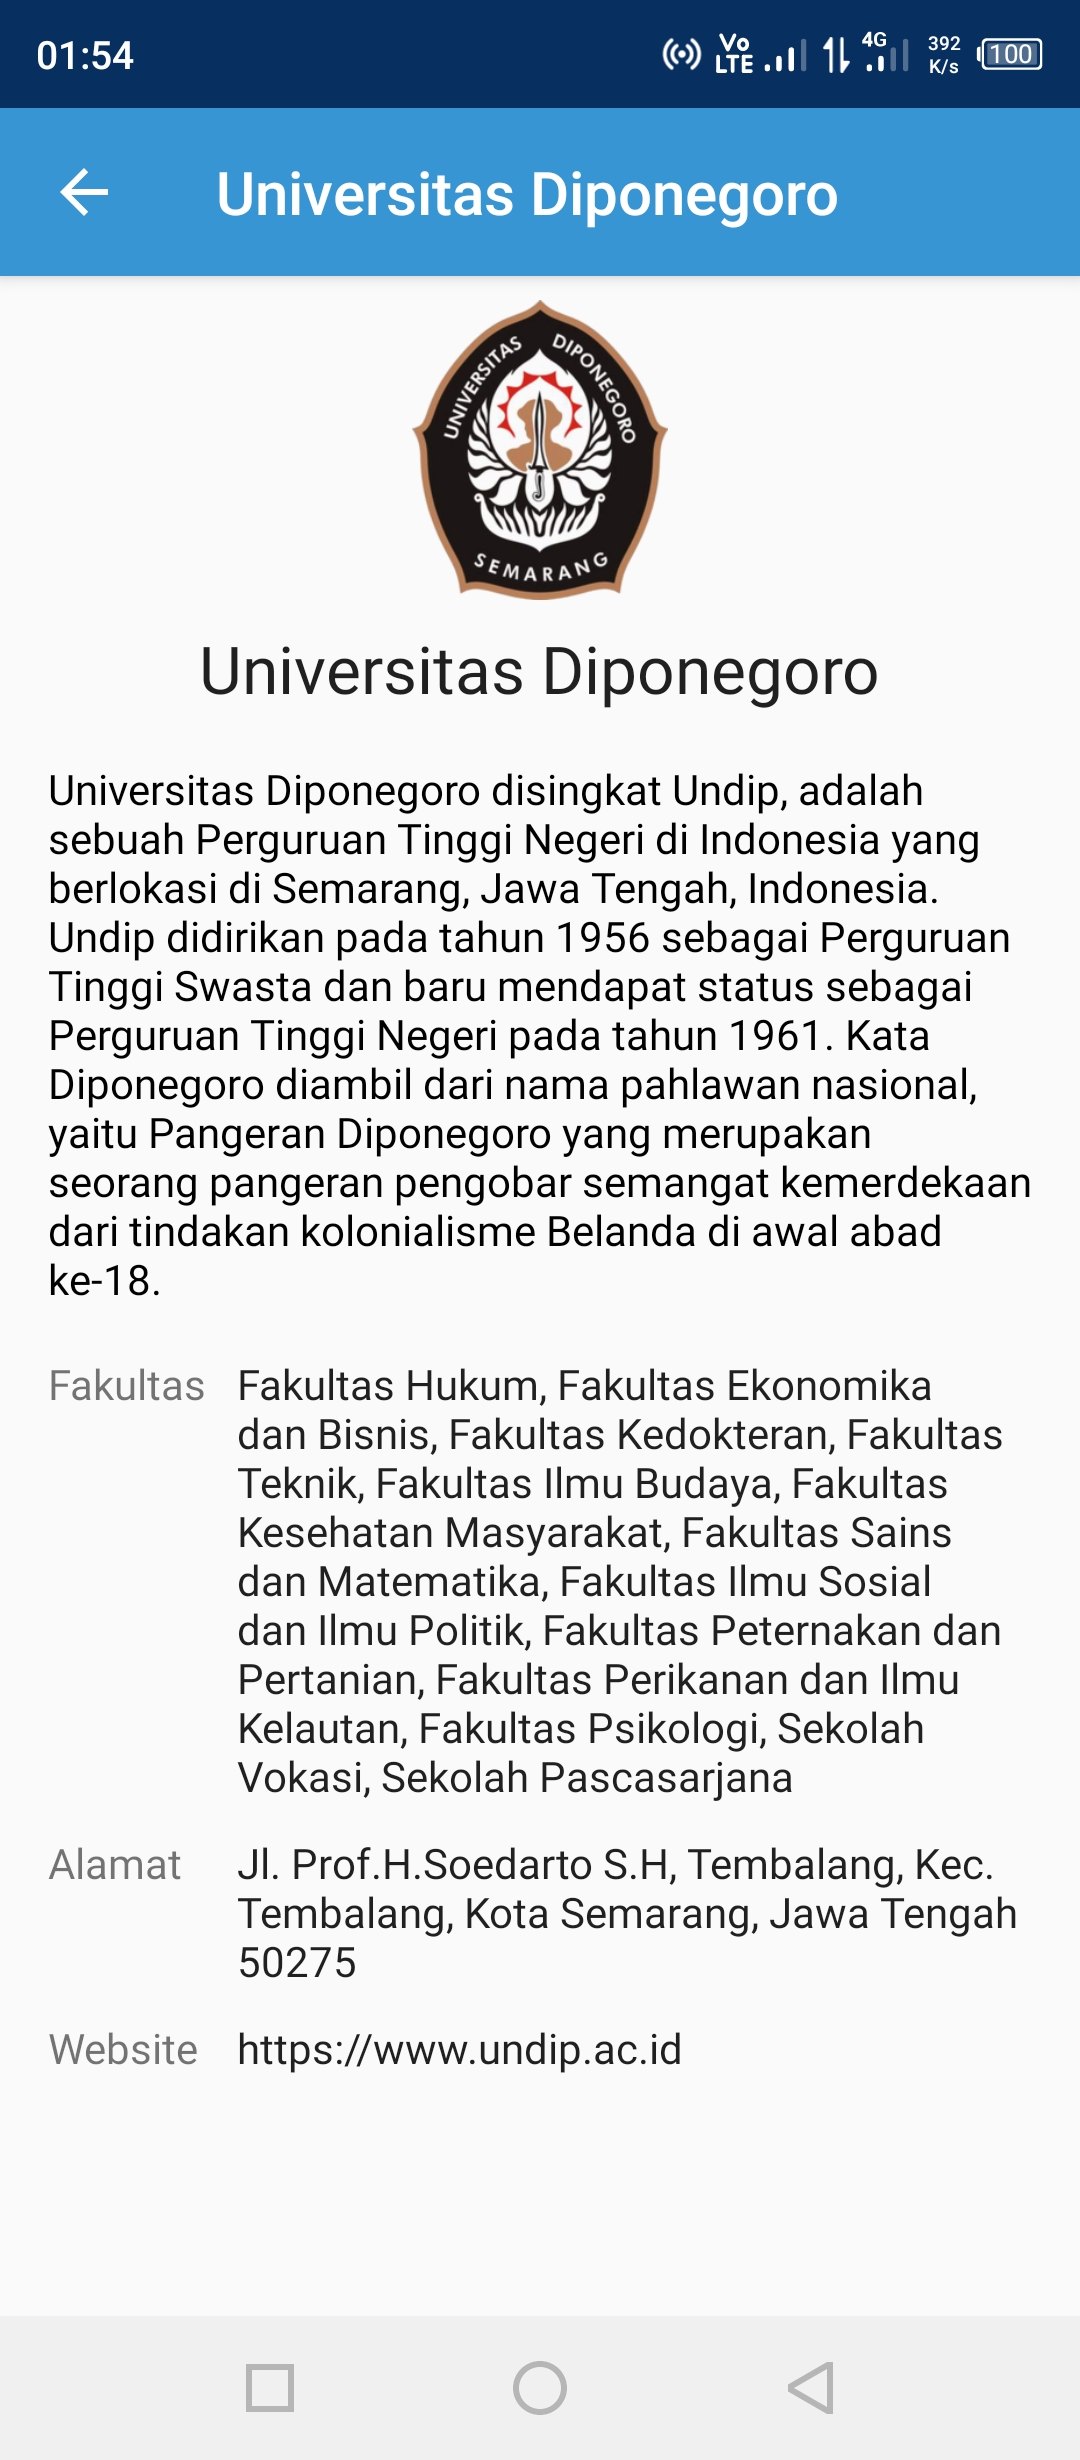 01:54
Vo
LTE
4G
392
K/s
100
Universitas Diponegoro
UNIVERSITAS DIPONEGORO
SEMARANG
Universitas Diponegoro
Universitas Diponegoro disingkat Undip, adalah
sebuah Perguruan Tinggi Negeri di Indonesia yang
berlokasi di Semarang, Jawa Tengah, Indonesia.
Undip didirikan pada tahun 1956 sebagai Perguruan
Tinggi Swasta dan baru mendapat status sebagai
Perguruan Tinggi Negeri pada tahun 1961. Kata
Diponegoro diambil dari nama pahlawan nasional,
yaitu Pangeran Diponegoro yang merupakan
seorang pangeran pengobar semangat kemerdekaan
dari tindakan kolonialisme Belanda di awal abad
ke-18.
Fakultas Fakultas Hukum, Fakultas Ekonomika
dan Bisnis, Fakultas Kedokteran, Fakultas
Teknik, Fakultas Ilmu Budaya, Fakultas
Kesehatan Masyarakat, Fakultas Sains
dan Matematika, Fakultas Ilmu Sosial
dan Ilmu Politik, Fakultas Peternakan dan
Pertanian, Fakultas Perikanan dan Ilmu
Kelautan, Fakultas Psikologi, Sekolah
Vokasi, Sekolah Pascasarjana
Alamat Jl. Prof.H.Soedarto S.H, Tembalang, Kec.
Tembalang, Kota Semarang, Jawa Tengah
50275
Website https://www.undip.ac.id